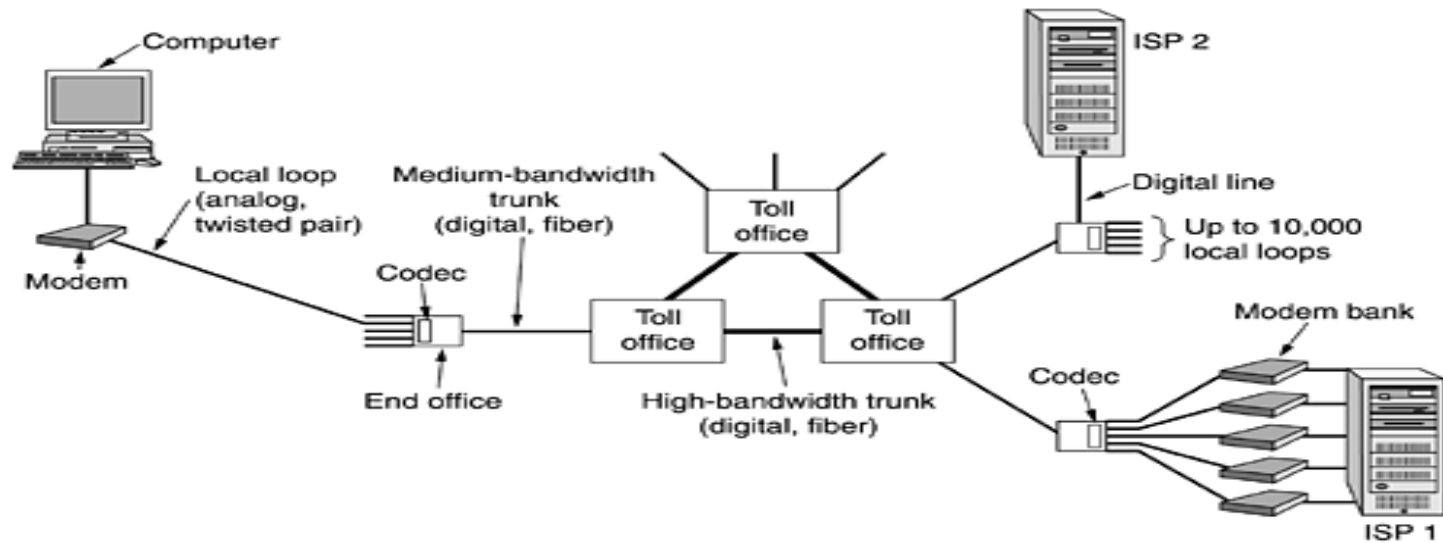 Computer
ISP 2
Local loop
(analog,
twisted pair)
Medium-bandwidth
trunk
(digital, fiber)
Toll
office
Digital line
Up to 10,000
local loops
Modem
Codec
Toll
office
Toll
office
Modem bank
End office
High-bandwidth trunk
(digital, fiber)
Codec
ISP 1